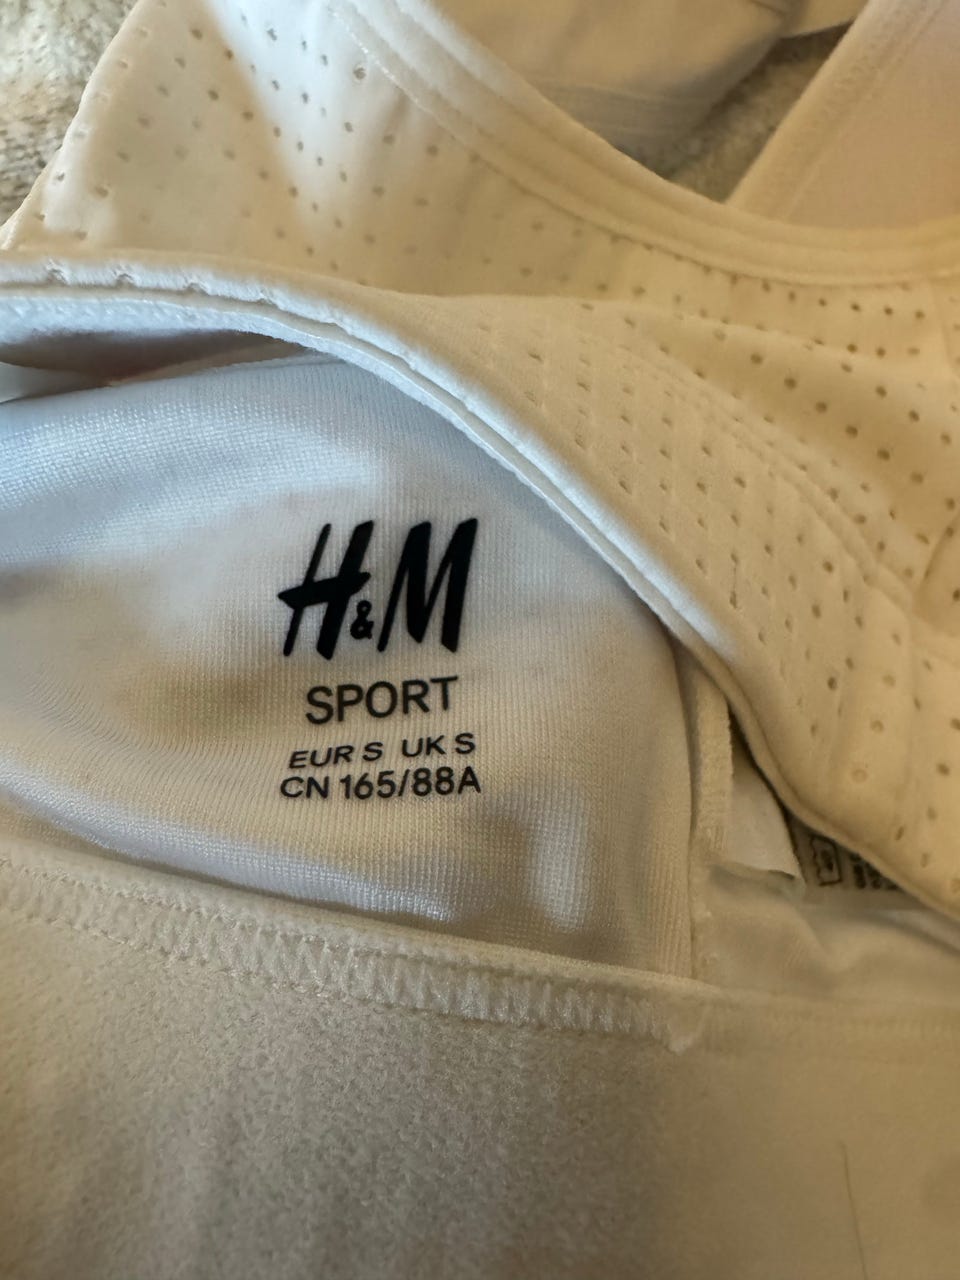 H&M
SPORT
EUR S UK S
CN 165/88A